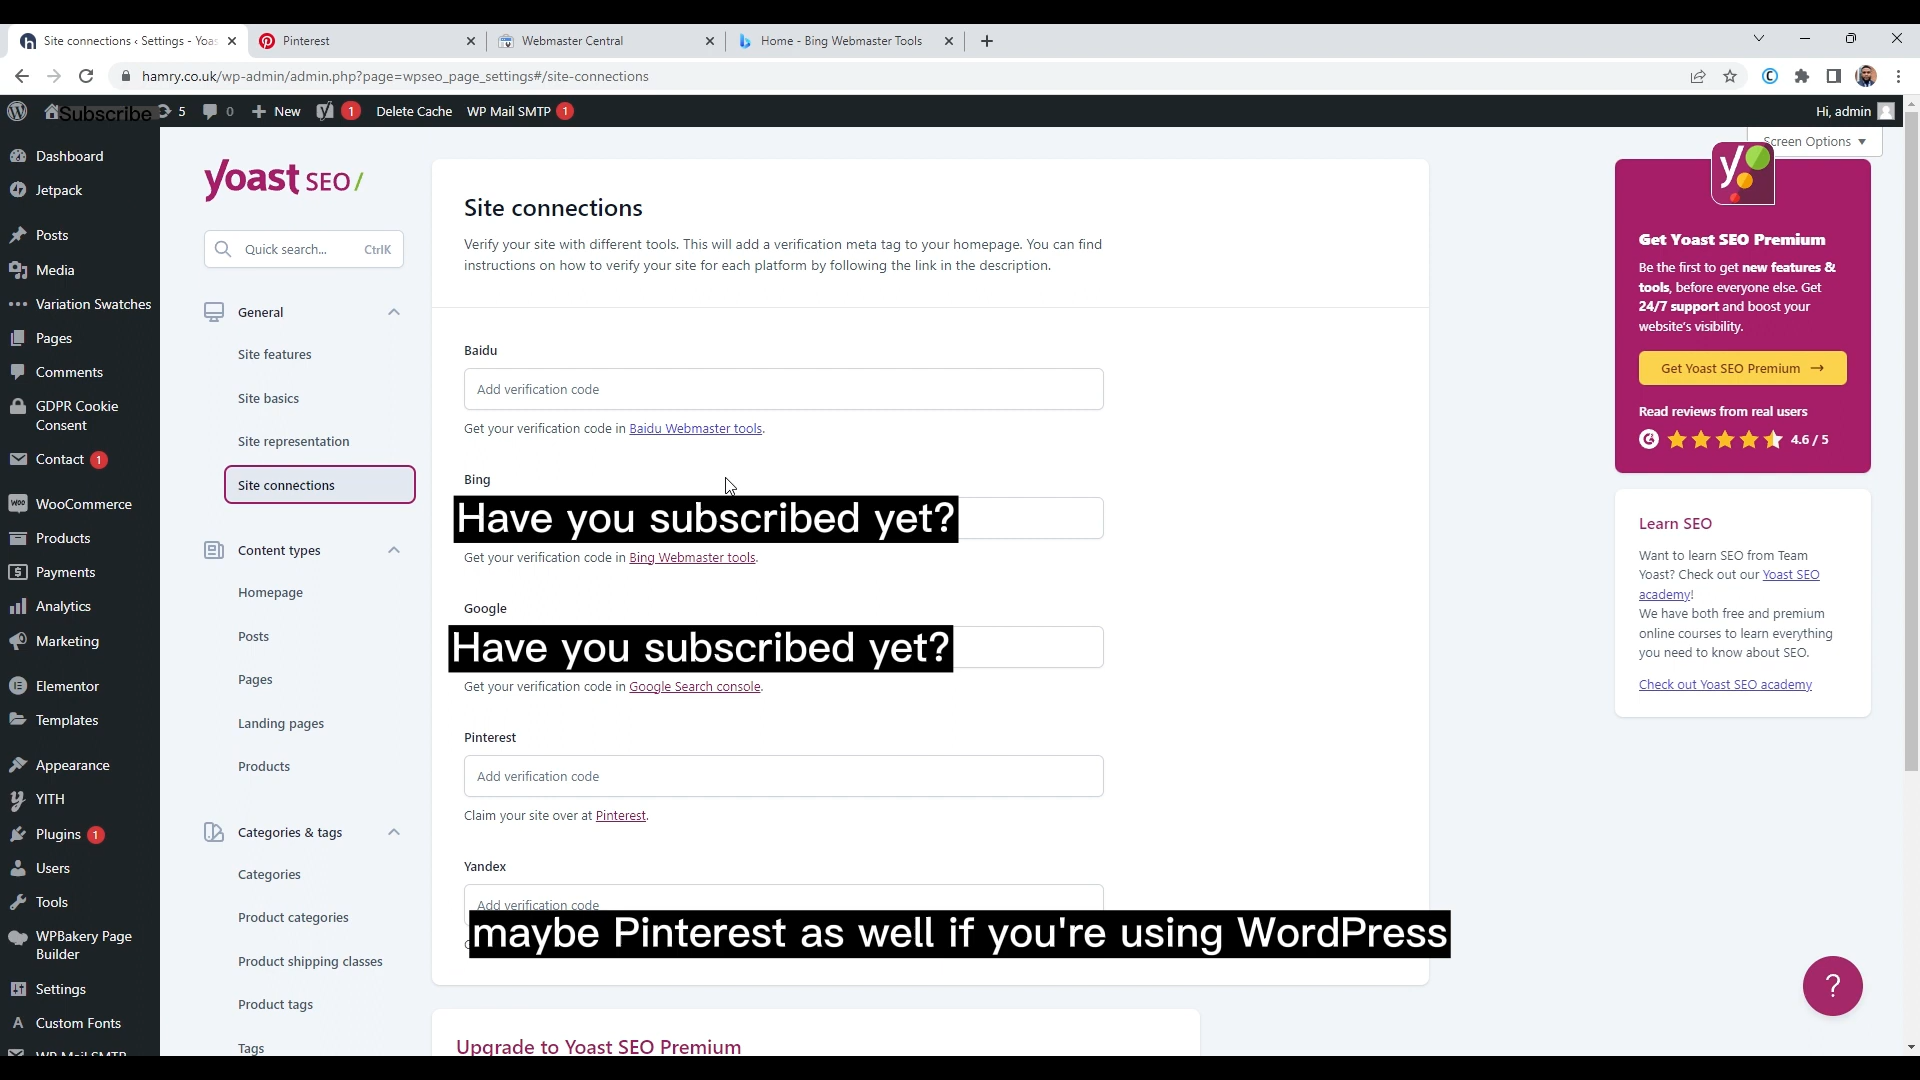 Site connections ‹ Settings - Yoas
Pinterest
Webmaster Central
Home - Bing Webmaster Tools
hamry.co.uk/wp-admin/admin.php?page=wpseo_page_settings#/site-connections
Subscribe
5
0
New
1
Delete Cache
WP Mail SMTP 1
Hi, admin
Screen Options
Dashboard
Jetpack
Posts
Media
Variation Swatches
Pages
Comments
GDPR Cookie
Consent
Contact 1
WooCommerce
Products
Payments
Analytics
Marketing
Elementor
Templates
Appearance
YITH
Plugins 1
Users
Tools
WPBakery Page
Builder
Settings
Custom Fonts
WP Mail SMTP
yoast SEO/
Quick search... CtrlK
General
Site features
Site basics
Site representation
Site connections
Content types
Homepage
Posts
Pages
Landing pages
Products
Categories & tags
Categories
Product categories
Product shipping classes
Product tags
Tags
Site connections
Verify your site with different tools. This will add a verification meta tag to your homepage. You can find
instructions on how to verify your site for each platform by following the link in the description.
Baidu
Add verification code
Get your verification code in Baidu Webmaster tools.
Bing
Have you subscribed yet?
Get your verification code in Bing Webmaster tools.
Google
Have you subscribed yet?
Get your verification code in Google Search console.
Pinterest
Add verification code
Claim your site over at Pinterest.
Yandex
Add verification code
maybe Pinterest as well if you're using WordPress
Upgrade to Yoast SEO Premium
Get Yoast SEO Premium
Be the first to get new features &
tools, before everyone else. Get
24/7 support and boost your
website's visibility.
Get Yoast SEO Premium →
Read reviews from real users
4.6 / 5
Learn SEO
Want to learn SEO from Team
Yoast? Check out our Yoast SEO
academy!
We have both free and premium
online courses to learn everything
you need to know about SEO.
Check out Yoast SEO academy
?